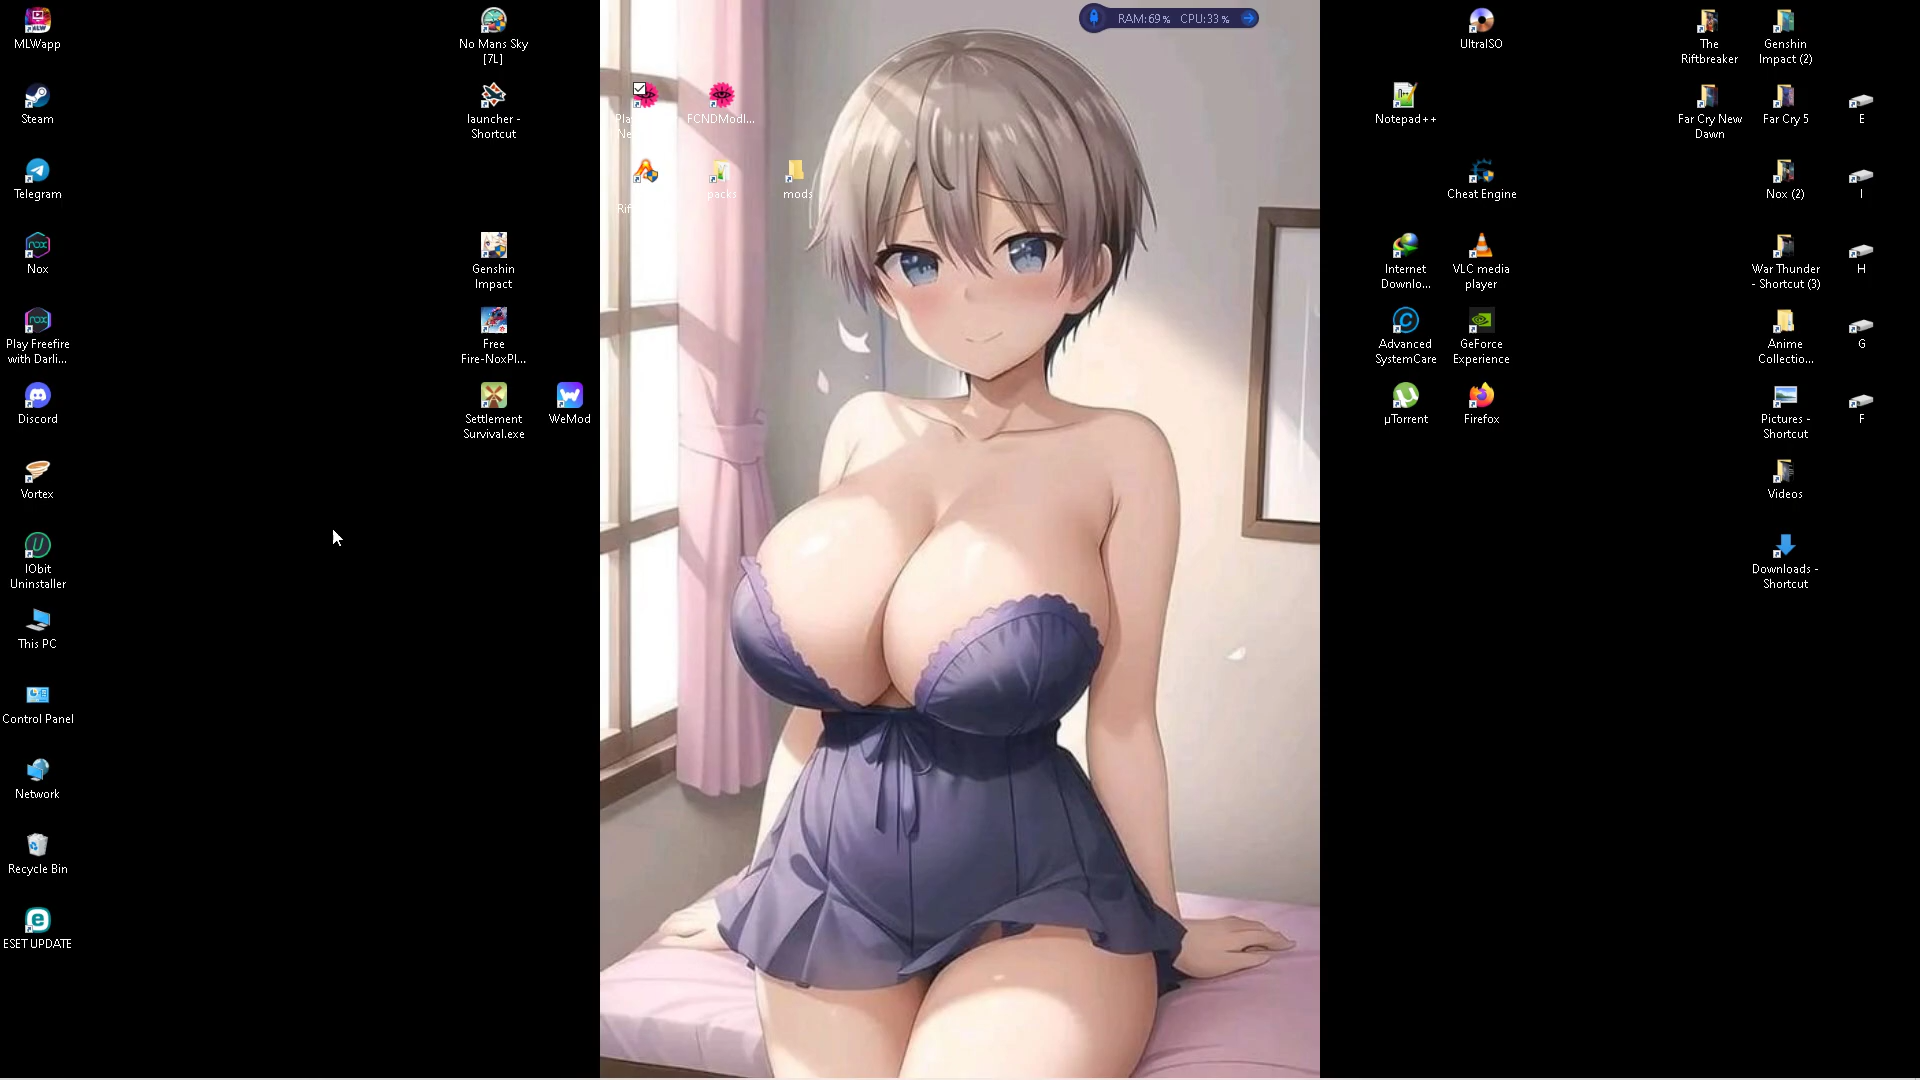 RAM:69% CPU:33%
MLWapp
Steam
Telegram
Nox
Play Freefire
with Darli...
Discord
Vortex
IObit
Uninstaller
This PC
Control Panel
Network
Recycle Bin
ESET UPDATE
No Mans Sky
[7L]
launcher -
Shortcut
Genshin
Impact
Free
Fire-NoxPl...
Settlement
Survival.exe
WeMod
FCNDModI...
packs
mods
UltraISO
Notepad++
Cheat Engine
Internet
Downlo...
VLC media
player
Advanced
SystemCare
GeForce
Experience
µTorrent
Firefox
The
Riftbreaker
Genshin
Impact (2)
Far Cry New
Dawn
Far Cry 5
E
Nox (2)
I
War Thunder
- Shortcut (3)
H
Anime
Collectio...
G
Pictures -
Shortcut
F
Videos
Downloads -
Shortcut